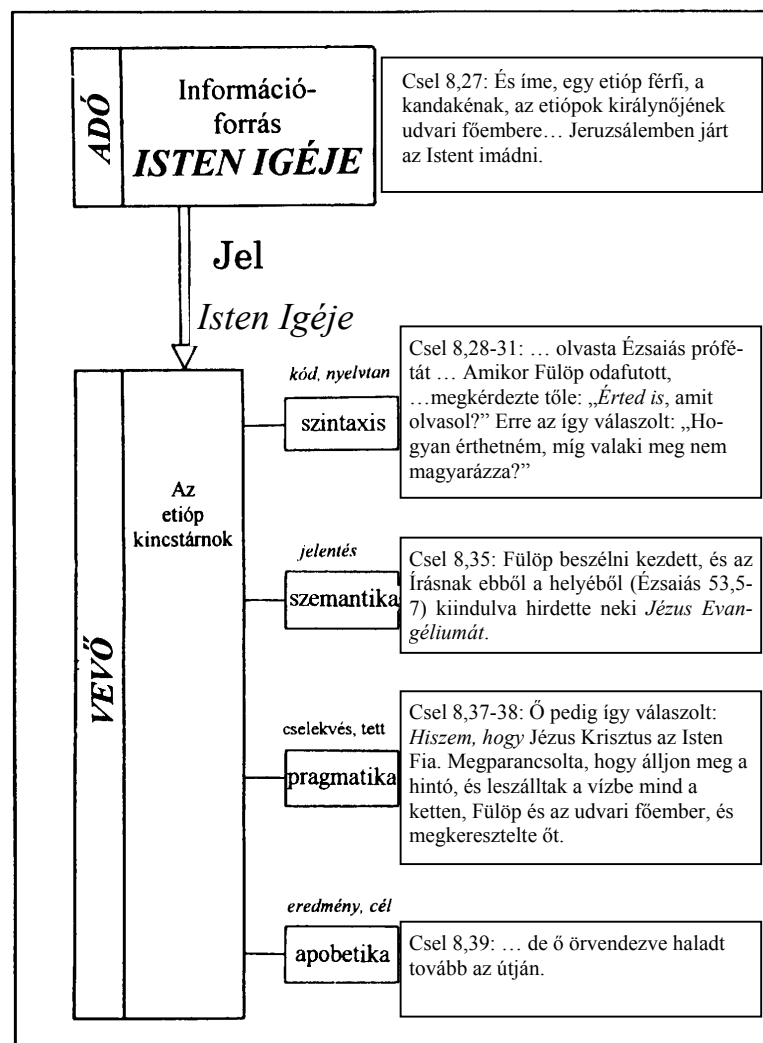 ADÓ
Információ-
forrás
ISTEN IGÉJE
Csel 8,27: És íme, egy etióp férfi, a
kandakénak, az etiópok királynőjének
udvari főembere… Jeruzsálemben járt
az Istent imádni.
Jel
Isten Igéje
VEVŐ
Az
etióp
kincstárnok
kód, nyelvtan
szintaxis
Csel 8,28-31: … olvasta Ézsaiás prófé-
tát … Amikor Fülöp odafutott,
…megkérdezte tőle: „Érted is, amit
olvasol?” Erre az így válaszolt: „Ho-
gyan érthetném, míg valaki meg nem
magyarázza?”
jelentés
szemantika
Csel 8,35: Fülöp beszélni kezdett, és az
Írásnak ebből a helyéből (Ézsaiás 53,5-
7) kiindulva hirdette neki Jézus Evan-
géliumát.
cselekvés, tett
pragmatika
Csel 8,37-38: Ő pedig így válaszolt:
Hiszem, hogy Jézus Krisztus az Isten
Fia. Megparancsolta, hogy álljon meg a
hintó, és leszálltak a vízbe mind a
ketten, Fülöp és az udvari főember, és
megkeresztelte őt.
eredmény, cél
apobetika
Csel 8,39: … de ő örvendezve haladt
tovább az útján.